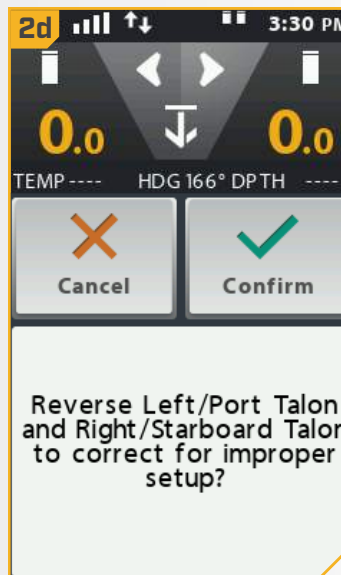 2d 3:30 PM
0.0 0.0
TEMP ---- HDG 166° DPTH ----
Cancel Confirm
Reverse Left/Port Talon
and Right/Starboard Talon
to correct for improper
setup?